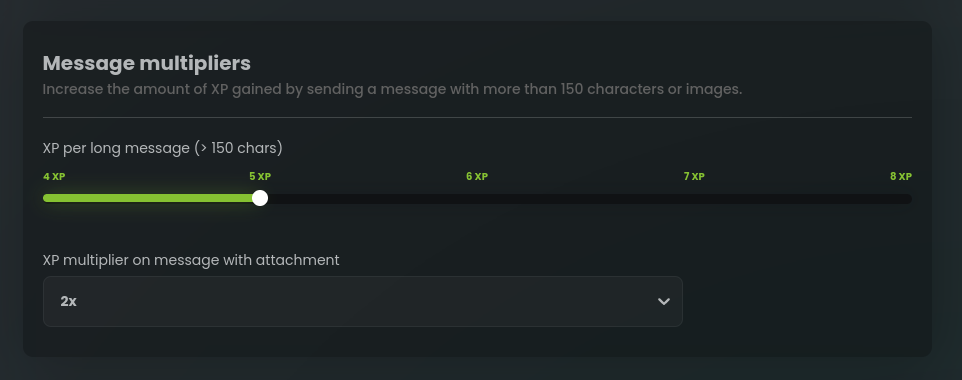 Message multipliers
Increase the amount of XP gained by sending a message with more than 150 characters or images.
XP per long message (> 150 chars)
4 XP 5 XP 6 XP 7 XP 8 XP
XP multiplier on message with attachment
2x